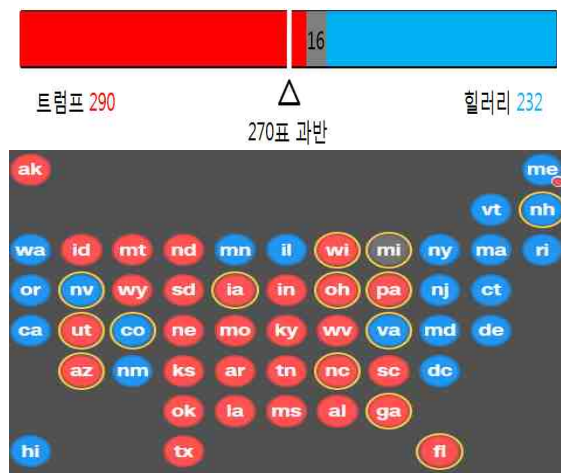 16
트럼프 290
힐러리 232
270표 과반
ak me
vt nh
wa id mt nd mn il wi mi ny ma ri
or nv wy sd ia in oh pa nj ct
ca ut co ne mo ky wv va md de
az nm ks ar tn nc sc dc
ok la ms al ga
hi tx fl